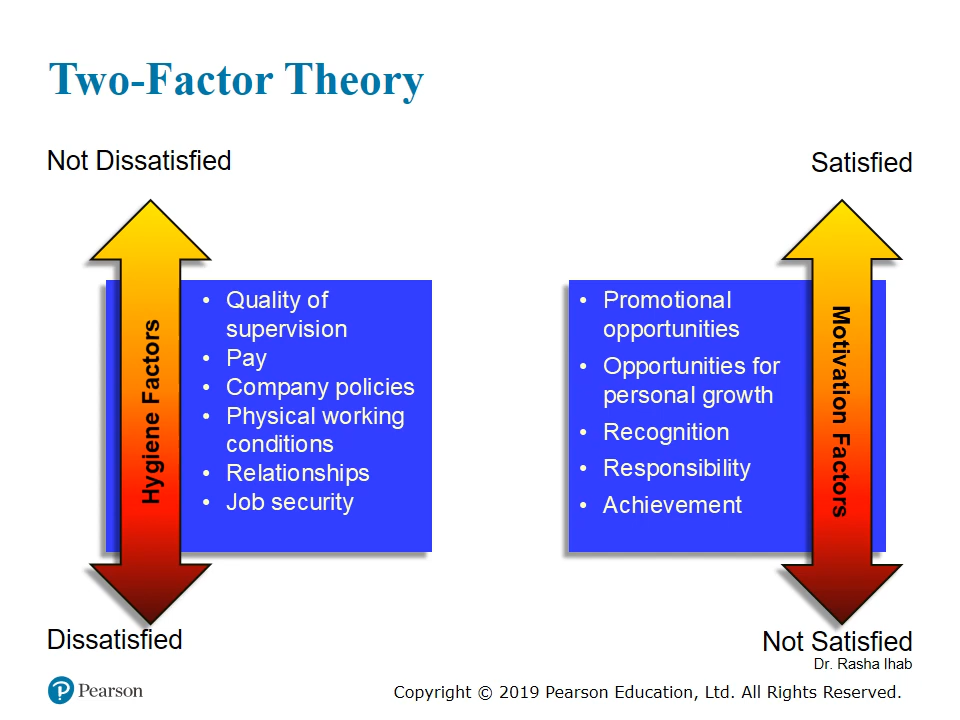 Two-Factor Theory
Not Dissatisfied
Satisfied
Hygiene Factors
• Quality of
supervision
• Pay
• Company policies
• Physical working
conditions
• Relationships
• Job security
• Promotional
opportunities
• Opportunities for
personal growth
• Recognition
• Responsibility
• Achievement
Motivation Factors
Dissatisfied
Not Satisfied
Dr. Rasha Ihab
P Pearson
Copyright © 2019 Pearson Education, Ltd. All Rights Reserved.